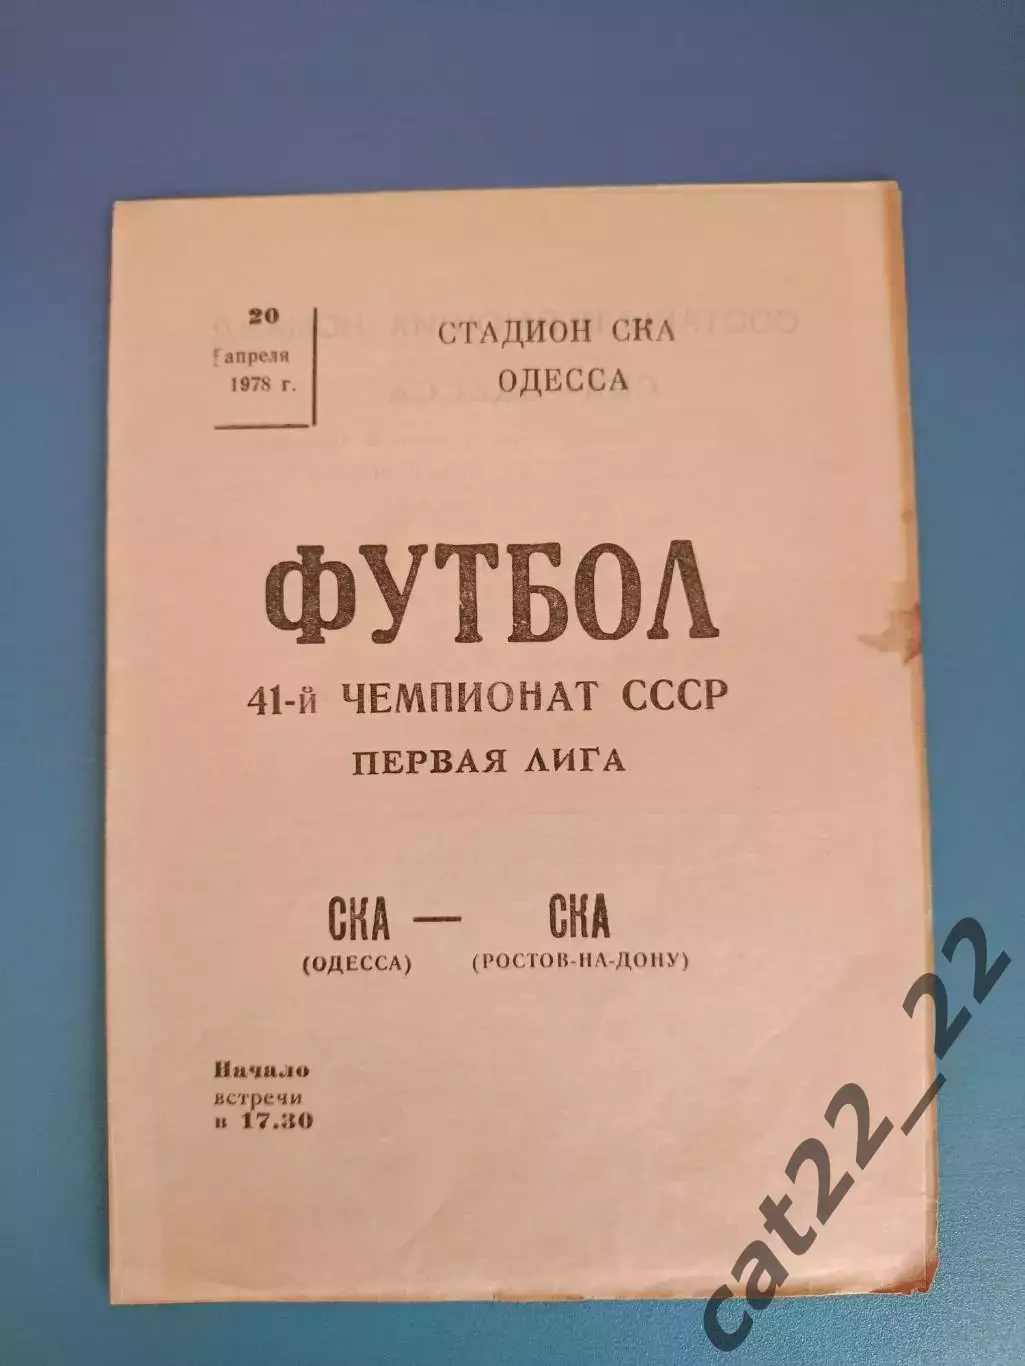 20
апреля
1978 г.
СТАДИОН СКА
ОДЕССА
ФУТБОЛ
41-й ЧЕМПИОНАТ СССР
ПЕРВАЯ ЛИГА
СКА — СКА
(ОДЕССА) (РОСТОВ-НА-ДОНУ)
Начало
встречи
в 17.30
cat22_22